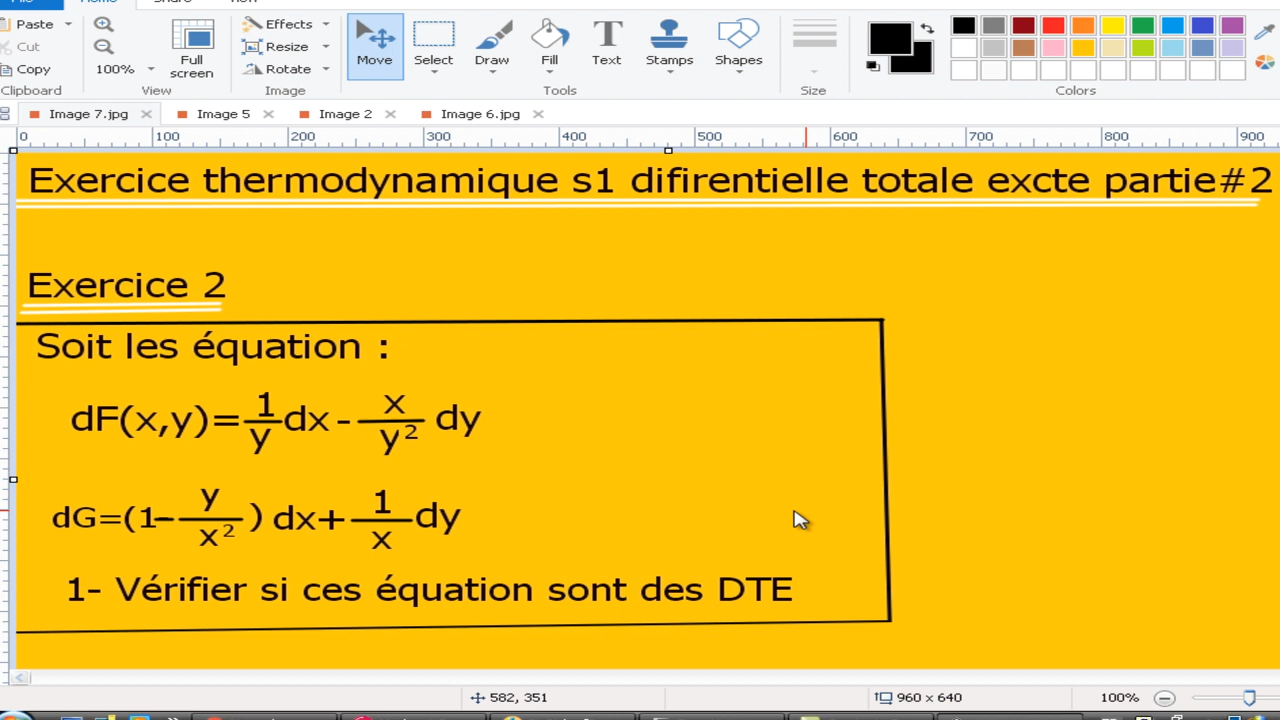 Paste
Effects
Cut
Resize
Copy
100%
Full screen
Rotate
Move
Select
Draw
Fill
Text
Stamps
Shapes
Clipboard
View
Image
Tools
Size
Colors
Image 7.jpg
Image 5
Image 2
Image 6.jpg
0 100 200 300 400 500 600 700 800 900
Exercice thermodynamique s1 difirentielle totale excte partie#2
Exercice 2
Soit les équation :
dF(x,y)=1/y dx - x/y² dy
dG=(1-y/x²) dx+1/x dy
1- Vérifier si ces équation sont des DTE
582, 351
960 x 640
100%